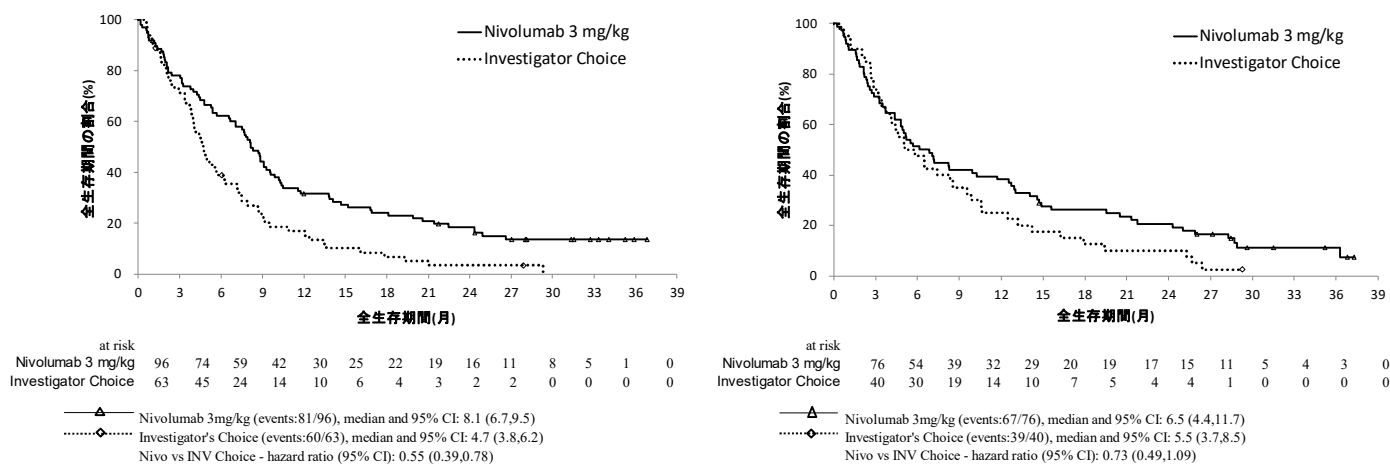 100
80
60
40
20
0
全生存期間の割合(%)
Nivolumab 3 mg/kg
Investigator Choice
0 3 6 9 12 15 18 21 24 27 30 33 36 39
全生存期間(月)
at risk
Nivolumab 3 mg/kg 96 74 59 42 30 25 22 19 16 11 8 5 1 0
Investigator Choice 63 45 24 14 10 6 4 3 2 2 0 0 0 0
Nivolumab 3mg/kg (events:81/96), median and 95% CI: 8.1 (6.7,9.5)
Investigator's Choice (events:60/63), median and 95% CI: 4.7 (3.8,6.2)
Nivo vs INV Choice - hazard ratio (95% CI): 0.55 (0.39,0.78)
100
80
60
40
20
0
全生存期間の割合(%)
Nivolumab 3 mg/kg
Investigator Choice
0 3 6 9 12 15 18 21 24 27 30 33 36 39
全生存期間(月)
at risk
Nivolumab 3 mg/kg 76 54 39 32 29 20 19 17 15 11 5 4 3 0
Investigator Choice 40 30 19 14 10 7 5 4 4 1 0 0 0 0
Nivolumab 3mg/kg (events:67/76), median and 95% CI: 6.5 (4.4,11.7)
Investigator's Choice (events:39/40), median and 95% CI: 5.5 (3.7,8.5)
Nivo vs INV Choice - hazard ratio (95% CI): 0.73 (0.49,1.09)